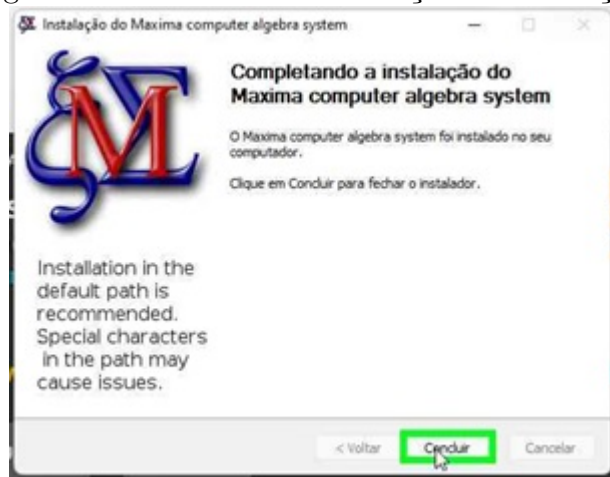 Instalação do Maxima computer algebra system
Completando a instalação do
Maxima computer algebra system
O Maxima computer algebra system foi instalado no seu
computador.
Clique em Concluir para fechar o instalador.
Installation in the
default path is
recommended.
Special characters
in the path may
cause issues.
< Voltar
Concluir
Cancelar